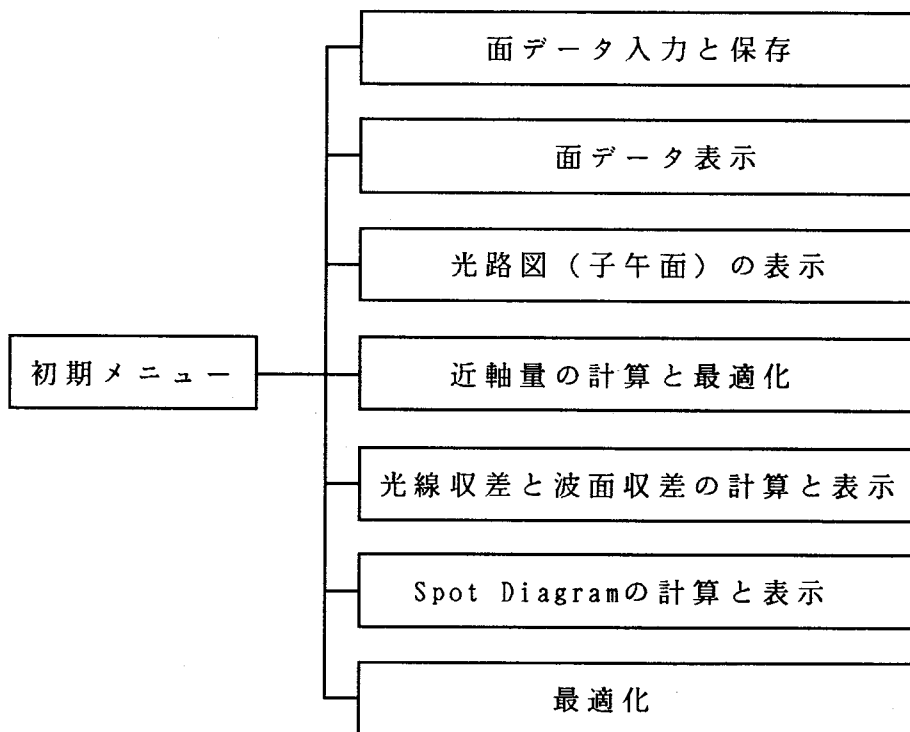 面データ入力と保存
面データ表示
光路図（子午面）の表示
初期メニュー
近軸量の計算と最適化
光線収差と波面収差の計算と表示
Spot Diagramの計算と表示
最適化